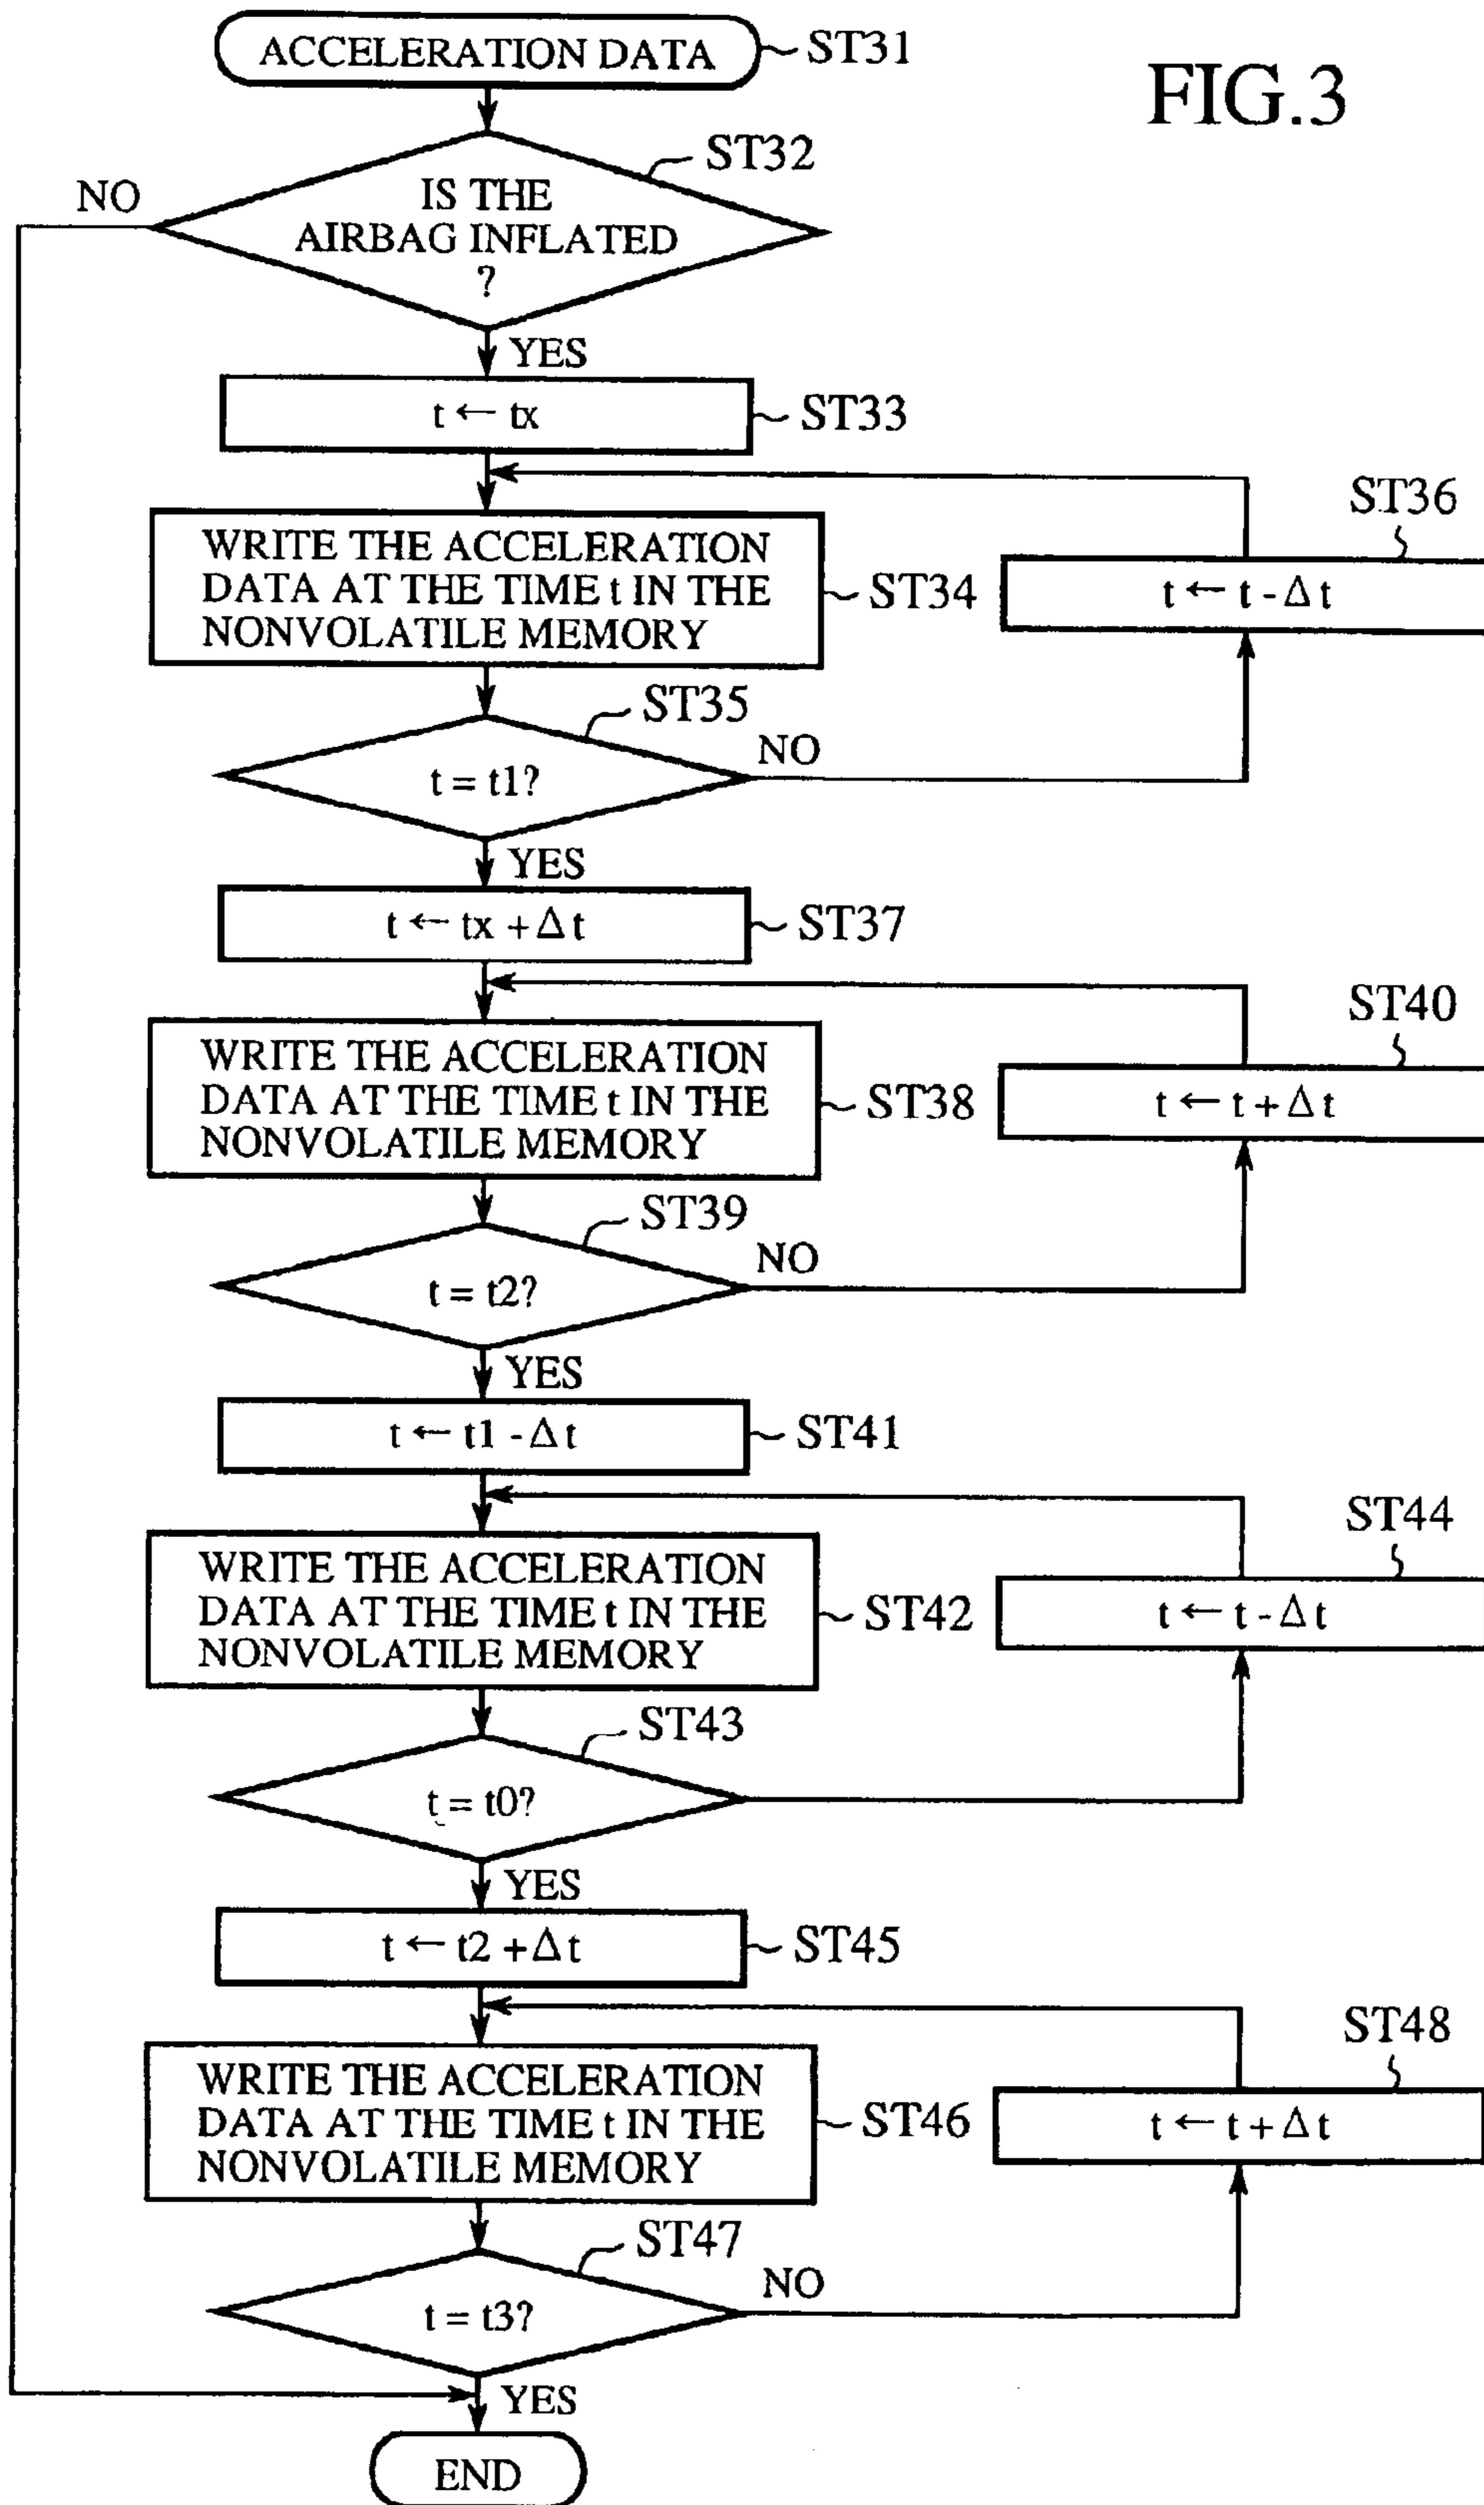 FIG.3
ACCELERATION DATA
ST31
ST32
NO
IS THE
AIRBAG INFLATED
?
YES
t ← tx
ST33
ST36
WRITE THE ACCELERATION
DATA AT THE TIME t IN THE
NONVOLATILE MEMORY
ST34
t ← t - Δt
ST35
NO
t = t1?
YES
t ← tx + Δt
ST37
ST40
WRITE THE ACCELERATION
DATA AT THE TIME t IN THE
NONVOLATILE MEMORY
ST38
t ← t + Δt
ST39
NO
t = t2?
YES
t ← t1 - Δt
ST41
ST44
WRITE THE ACCELERATION
DATA AT THE TIME t IN THE
NONVOLATILE MEMORY
ST42
t ← t - Δt
ST43
t = t0?
YES
t ← t2 + Δt
ST45
ST48
WRITE THE ACCELERATION
DATA AT THE TIME t IN THE
NONVOLATILE MEMORY
ST46
t ← t + Δt
ST47
NO
t = t3?
YES
END